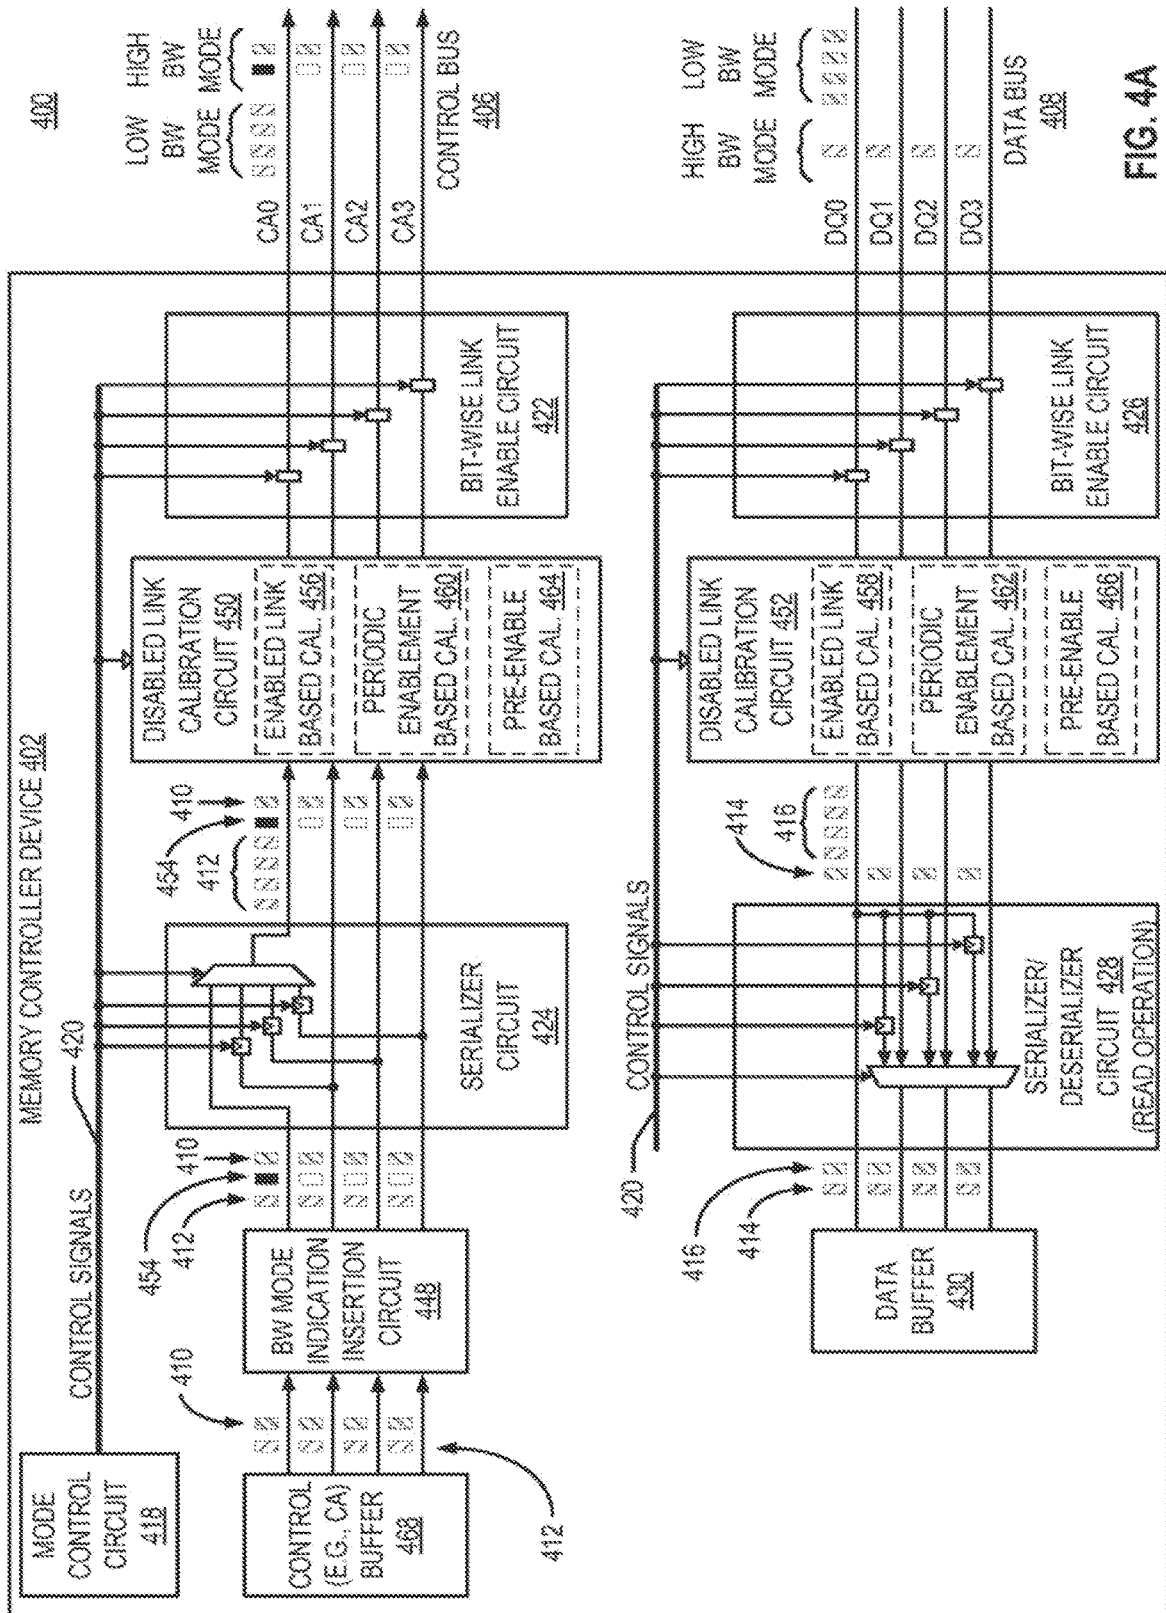 400
MEMORY CONTROLLER DEVICE 402
MODE
CONTROL
CIRCUIT
418
CONTROL SIGNALS
420
CONTROL
(E.G., CA)
BUFFER
468
410
412
BW MODE
INDICATION
INSERTION
CIRCUIT
448
412
454
410
SERIALIZER
CIRCUIT
424
412
454
410
DISABLED LINK
CALIBRATION
CIRCUIT 450
ENABLED LINK
BASED CAL. 456
PERIODIC
ENABLEMENT
BASED CAL. 460
PRE-ENABLE
BASED CAL. 464
BIT-WISE LINK
ENABLE CIRCUIT
422
CA0
CA1
CA2
CA3
LOW
BW
MODE
HIGH
BW
MODE
CONTROL BUS
406
CONTROL SIGNALS
420
DATA
BUFFER
430
416
414
SERIALIZER/
DESERIALIZER
CIRCUIT 428
(READ OPERATION)
414
416
DISABLED LINK
CALIBRATION
CIRCUIT 452
ENABLED LINK
BASED CAL. 458
PERIODIC
ENABLEMENT
BASED CAL. 462
PRE-ENABLE
BASED CAL. 466
BIT-WISE LINK
ENABLE CIRCUIT
426
DQ0
DQ1
DQ2
DQ3
HIGH
BW
MODE
LOW
BW
MODE
DATA BUS
408
FIG. 4A